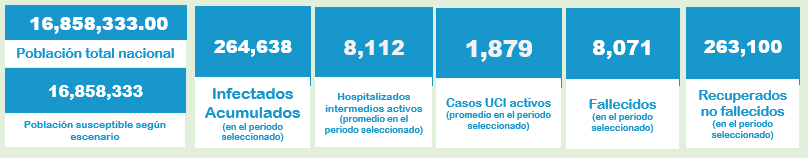 16,858,333.00
Población total nacional
16,858,333
Población susceptible según
escenario
264,638
Infectados
Acumulados
(en el periodo
seleccionado)
8,112
Hospitalizados
intermedios activos
(promedio en el
periodo seleccionado)
1,879
Casos UCI activos
(promedio en el periodo
seleccionado)
8,071
Fallecidos
(en el periodo
seleccionado)
263,100
Recuperados
no fallecidos
(en el periodo
seleccionado)